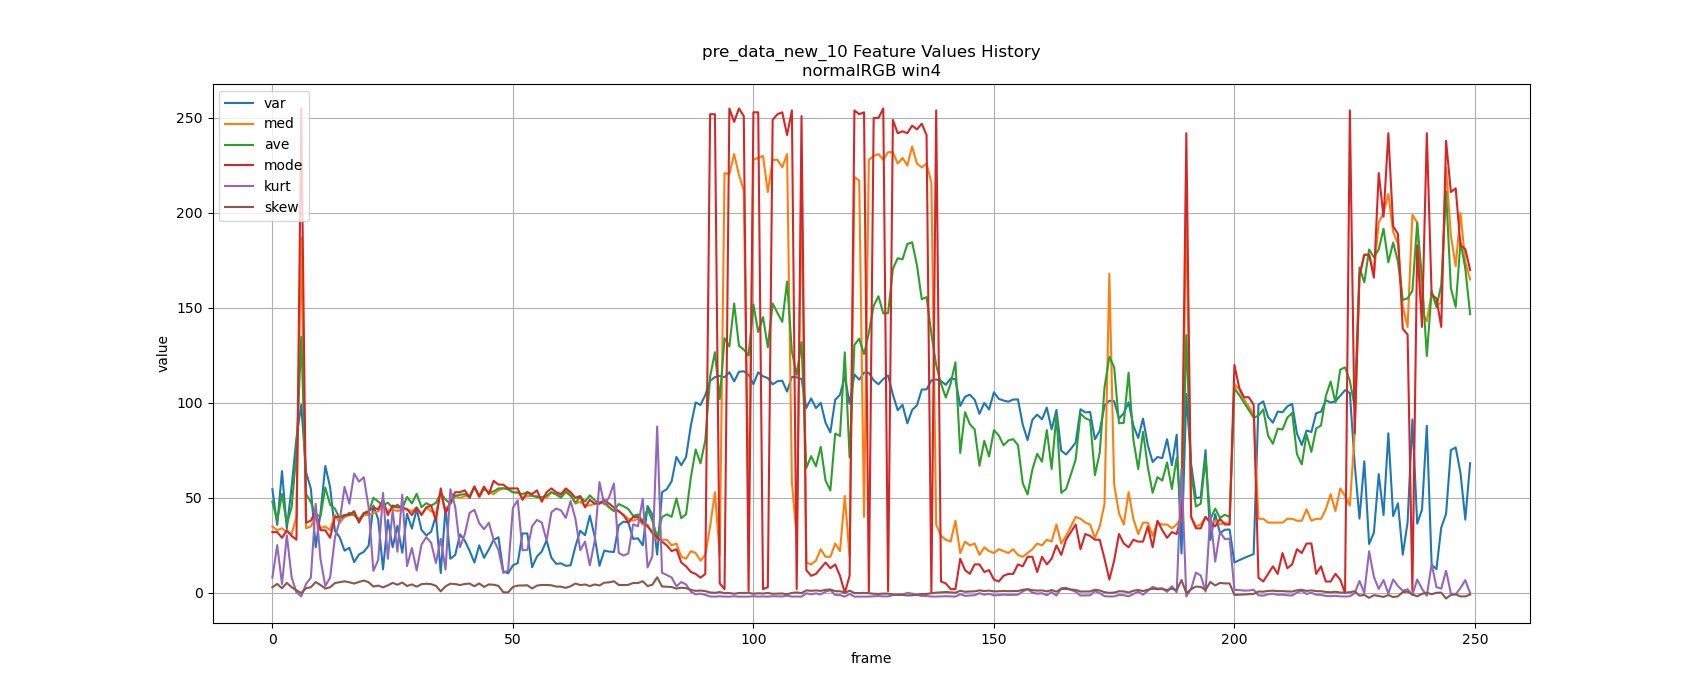 pre_data_new_10 Feature Values History
normalRGB win4
var
med
ave
mode
kurt
skew
250
200
150
100
50
0
value
0
50
100
150
200
250
frame